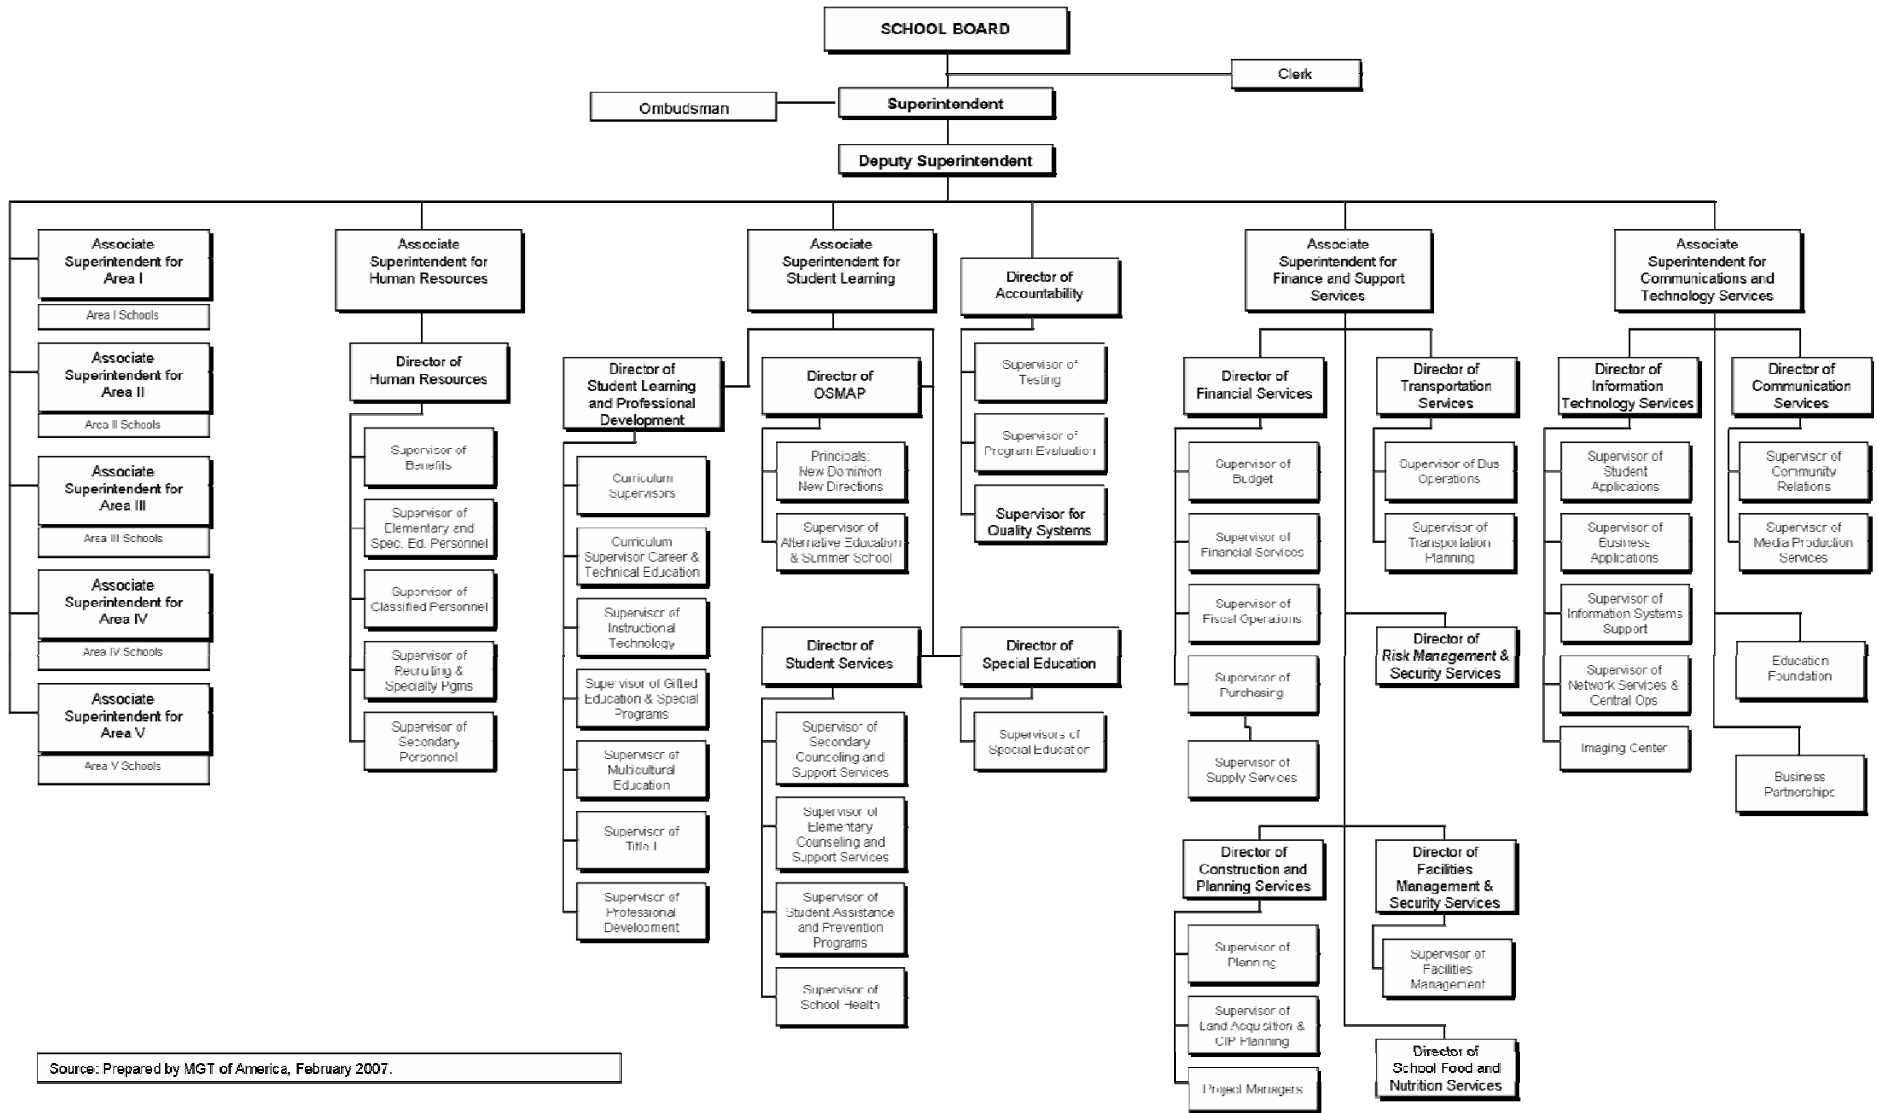 SCHOOL BOARD
Clerk
Ombudsman
Superintendent
Deputy Superintendent
Associate
Superintendent for
Area I
Area I Schools
Associate
Superintendent for
Area II
Area II Schools
Associate
Superintendent for
Area III
Area III Schools
Associate
Superintendent for
Area IV
Area IV Schools
Associate
Superintendent for
Area V
Area V Schools
Associate
Superintendent for
Human Resources
Director of
Human Resources
Supervisor of
Benefits
Supervisor of
Elementary and
Spec. Ed. Personnel
Supervisor of
Classified Personnel
Supervisor of
Recruiting &
Specialty Pgms
Supervisor of
Secondary
Personnel
Associate
Superintendent for
Student Learning
Director of
Student Learning
and Professional
Development
Curriculum
Supervisors
Curriculum
Supervisor Career &
Technical Education
Supervisor of
Instructional
Technology
Supervisor of Gifted
Education & Special
Programs
Supervisor of
Multicultural
Education
Supervisor of
Title I
Supervisor of
Professional
Development
Director of
OSMAP
Principals:
New Dominion
New Directions
Supervisor of
Alternative Education
& Summer School
Director of
Student Services
Supervisor of
Secondary
Counseling and
Support Services
Supervisor of
Elementary
Counseling and
Support Services
Supervisor of
Student Assistance
and Prevention
Programs
Supervisor of
School Health
Director of
Special Education
Supervisors of
Special Education
Director of
Accountability
Supervisor of
Testing
Supervisor of
Program Evaluation
Supervisor for
Quality Systems
Associate
Superintendent for
Finance and Support
Services
Director of
Financial Services
Supervisor of
Budget
Supervisor of
Financial Services
Supervisor of
Fiscal Operations
Supervisor of
Purchasing
Supervisor of
Supply Services
Director of
Transportation
Services
Supervisor of Bus
Operations
Supervisor of
Transportation
Planning
Director of
Risk Management &
Security Services
Director of
Construction and
Planning Services
Supervisor of
Planning
Supervisor of
Land Acquisition &
CIP Planning
Project Managers
Director of
Facilities
Management &
Security Services
Supervisor of
Facilities
Management
Director of
School Food and
Nutrition Services
Associate
Superintendent for
Communications and
Technology Services
Director of
Information
Technology Services
Supervisor of
Student
Applications
Supervisor of
Business
Applications
Supervisor of
Information Systems
Support
Supervisor of
Network Services &
Central Ops
Imaging Center
Director of
Communication
Services
Supervisor of
Community
Relations
Supervisor of
Media Production
Services
Education
Foundation
Business
Partnerships
Source: Prepared by MGT of America, February 2007.